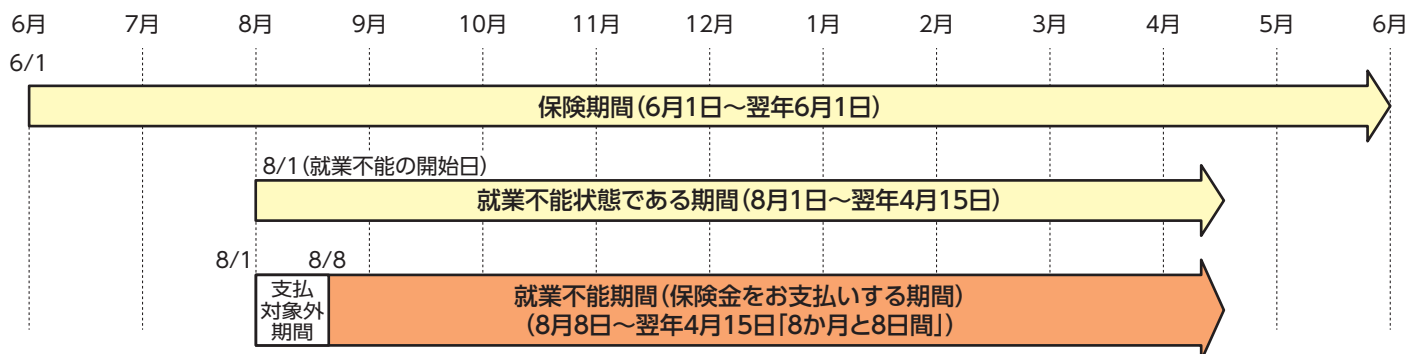 6月 7月 8月 9月 10月 11月 12月 1月 2月 3月 4月 5月 6月
6/1
保険期間(6月1日～翌年6月1日)
8/1(就業不能の開始日)
就業不能状態である期間(8月1日～翌年4月15日)
8/1 8/8
支払
対象外
期間
就業不能期間(保険金をお支払いする期間)
(8月8日～翌年4月15日「8か月と8日間」)